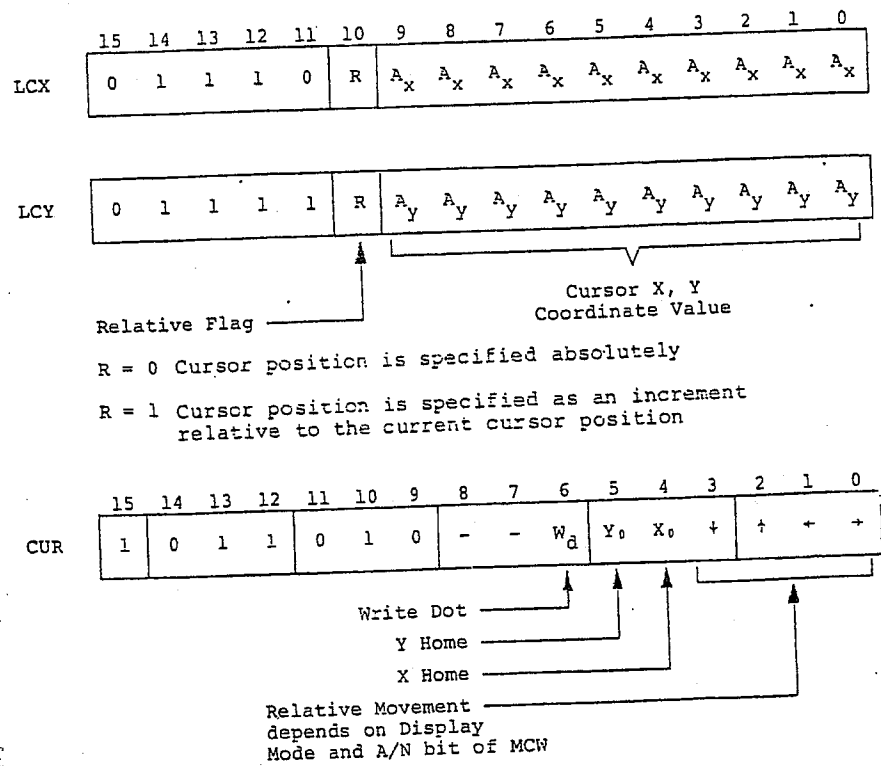 15 14 13 12 11 10 9 8 7 6 5 4 3 2 1 0
LCX 0 1 1 1 0 R Ax Ax Ax Ax Ax Ax Ax Ax Ax Ax
LCY 0 1 1 1 1 R Ay Ay Ay Ay Ay Ay Ay Ay Ay Ay
Relative Flag
Cursor X, Y
Coordinate Value
R = 0 Cursor position is specified absolutely
R = 1 Cursor position is specified as an increment
relative to the current cursor position
15 14 13 12 11 10 9 8 7 6 5 4 3 2 1 0
CUR 1 0 1 1 0 1 0 - - Wd Y0 X0 ↓ ↑ ← →
Write Dot
Y Home
X Home
Relative Movement
depends on Display
Mode and A/N bit of MCW